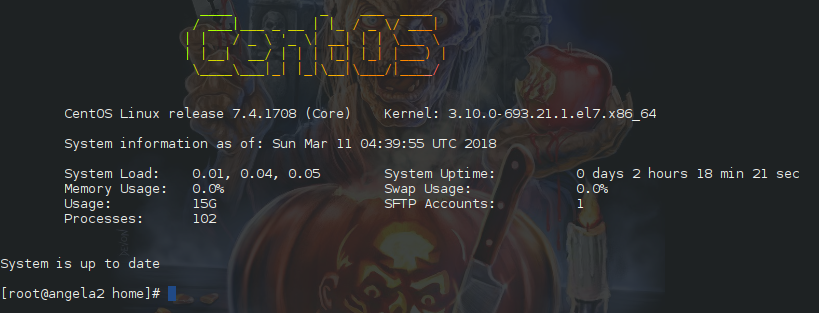 CentOS
CentOS Linux release 7.4.1708 (Core) Kernel: 3.10.0-693.21.1.el7.x86_64
System information as of: Sun Mar 11 04:39:55 UTC 2018
System Load: 0.01, 0.04, 0.05 System Uptime: 0 days 2 hours 18 min 21 sec
Memory Usage: 0.0% Swap Usage: 0.0%
Usage: 15G SFTP Accounts: 1
Processes: 102
System is up to date
[root@angela2 home]#